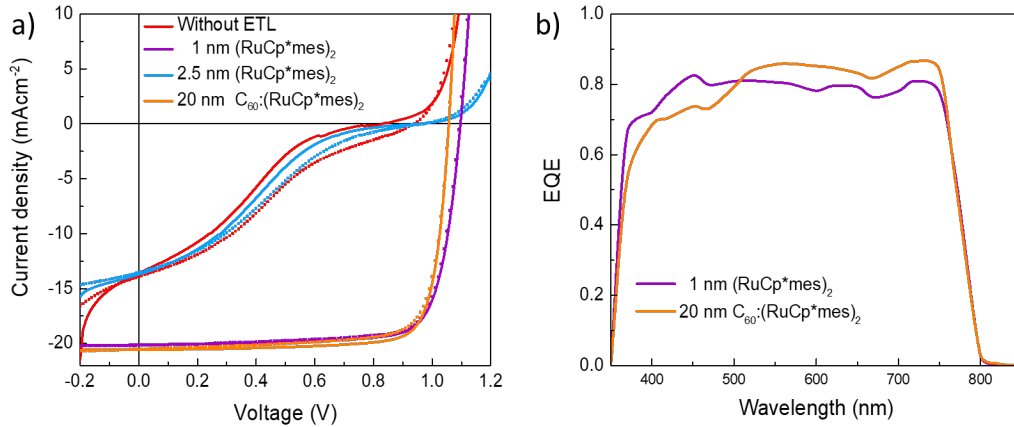 a)
Current density (mAcm-2)
10
5
0
-5
-10
-15
-20
Without ETL
1 nm (RuCp*mes)2
2.5 nm (RuCp*mes)2
20 nm C60:(RuCp*mes)2
-0.2 0.0 0.2 0.4 0.6 0.8 1.0 1.2
Voltage (V)
b)
EQE
1.0
0.8
0.6
0.4
0.2
0.0
1 nm (RuCp*mes)2
20 nm C60:(RuCp*mes)2
400 500 600 700 800
Wavelength (nm)